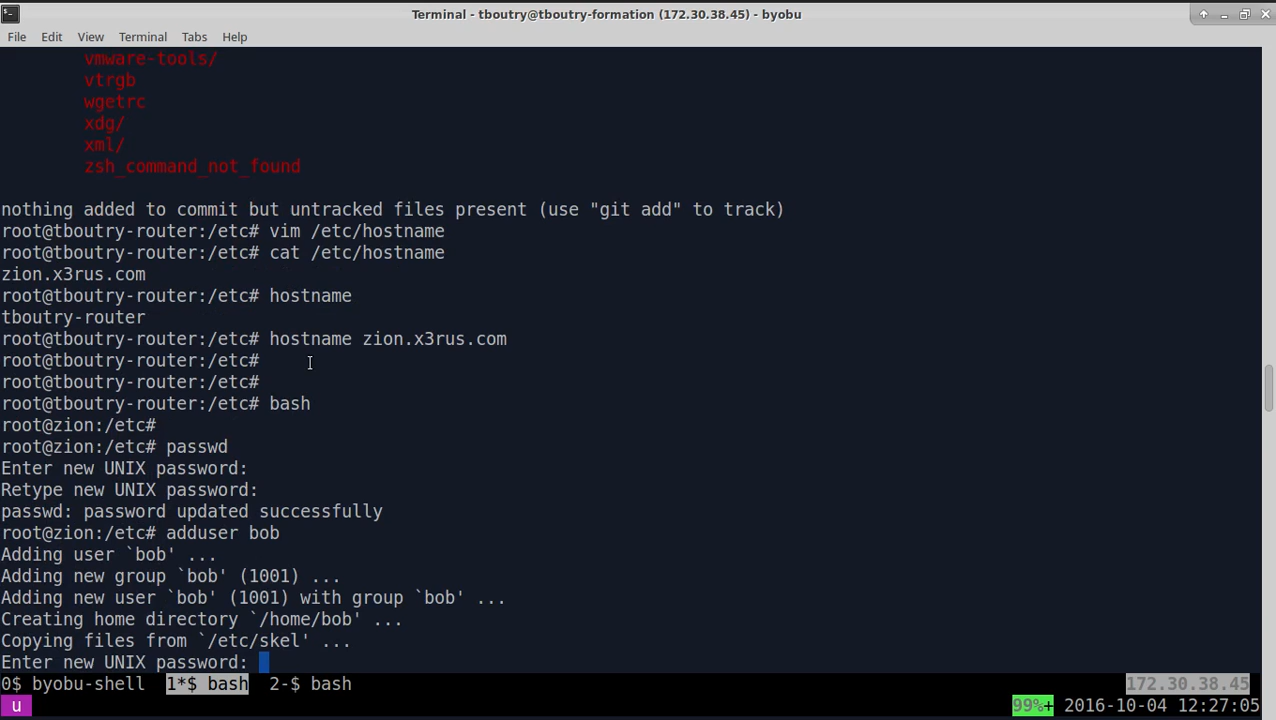 Terminal - tboutry@tboutry-formation (172.30.38.45) - byobu
File Edit View Terminal Tabs Help
vmware-tools/
vtrgb
wgetrc
xdg/
xml/
zsh_command_not_found
nothing added to commit but untracked files present (use "git add" to track)
root@tboutry-router:/etc# vim /etc/hostname
root@tboutry-router:/etc# cat /etc/hostname
zion.x3rus.com
root@tboutry-router:/etc# hostname
tboutry-router
root@tboutry-router:/etc# hostname zion.x3rus.com
root@tboutry-router:/etc#
root@tboutry-router:/etc#
root@tboutry-router:/etc# bash
root@zion:/etc#
root@zion:/etc# passwd
Enter new UNIX password:
Retype new UNIX password:
passwd: password updated successfully
root@zion:/etc# adduser bob
Adding user `bob' ...
Adding new group `bob' (1001) ...
Adding new user `bob' (1001) with group `bob' ...
Creating home directory `/home/bob' ...
Copying files from `/etc/skel' ...
Enter new UNIX password:
0$ byobu-shell 1*$ bash 2-$ bash 172.30.38.45
u 99%+ 2016-10-04 12:27:05